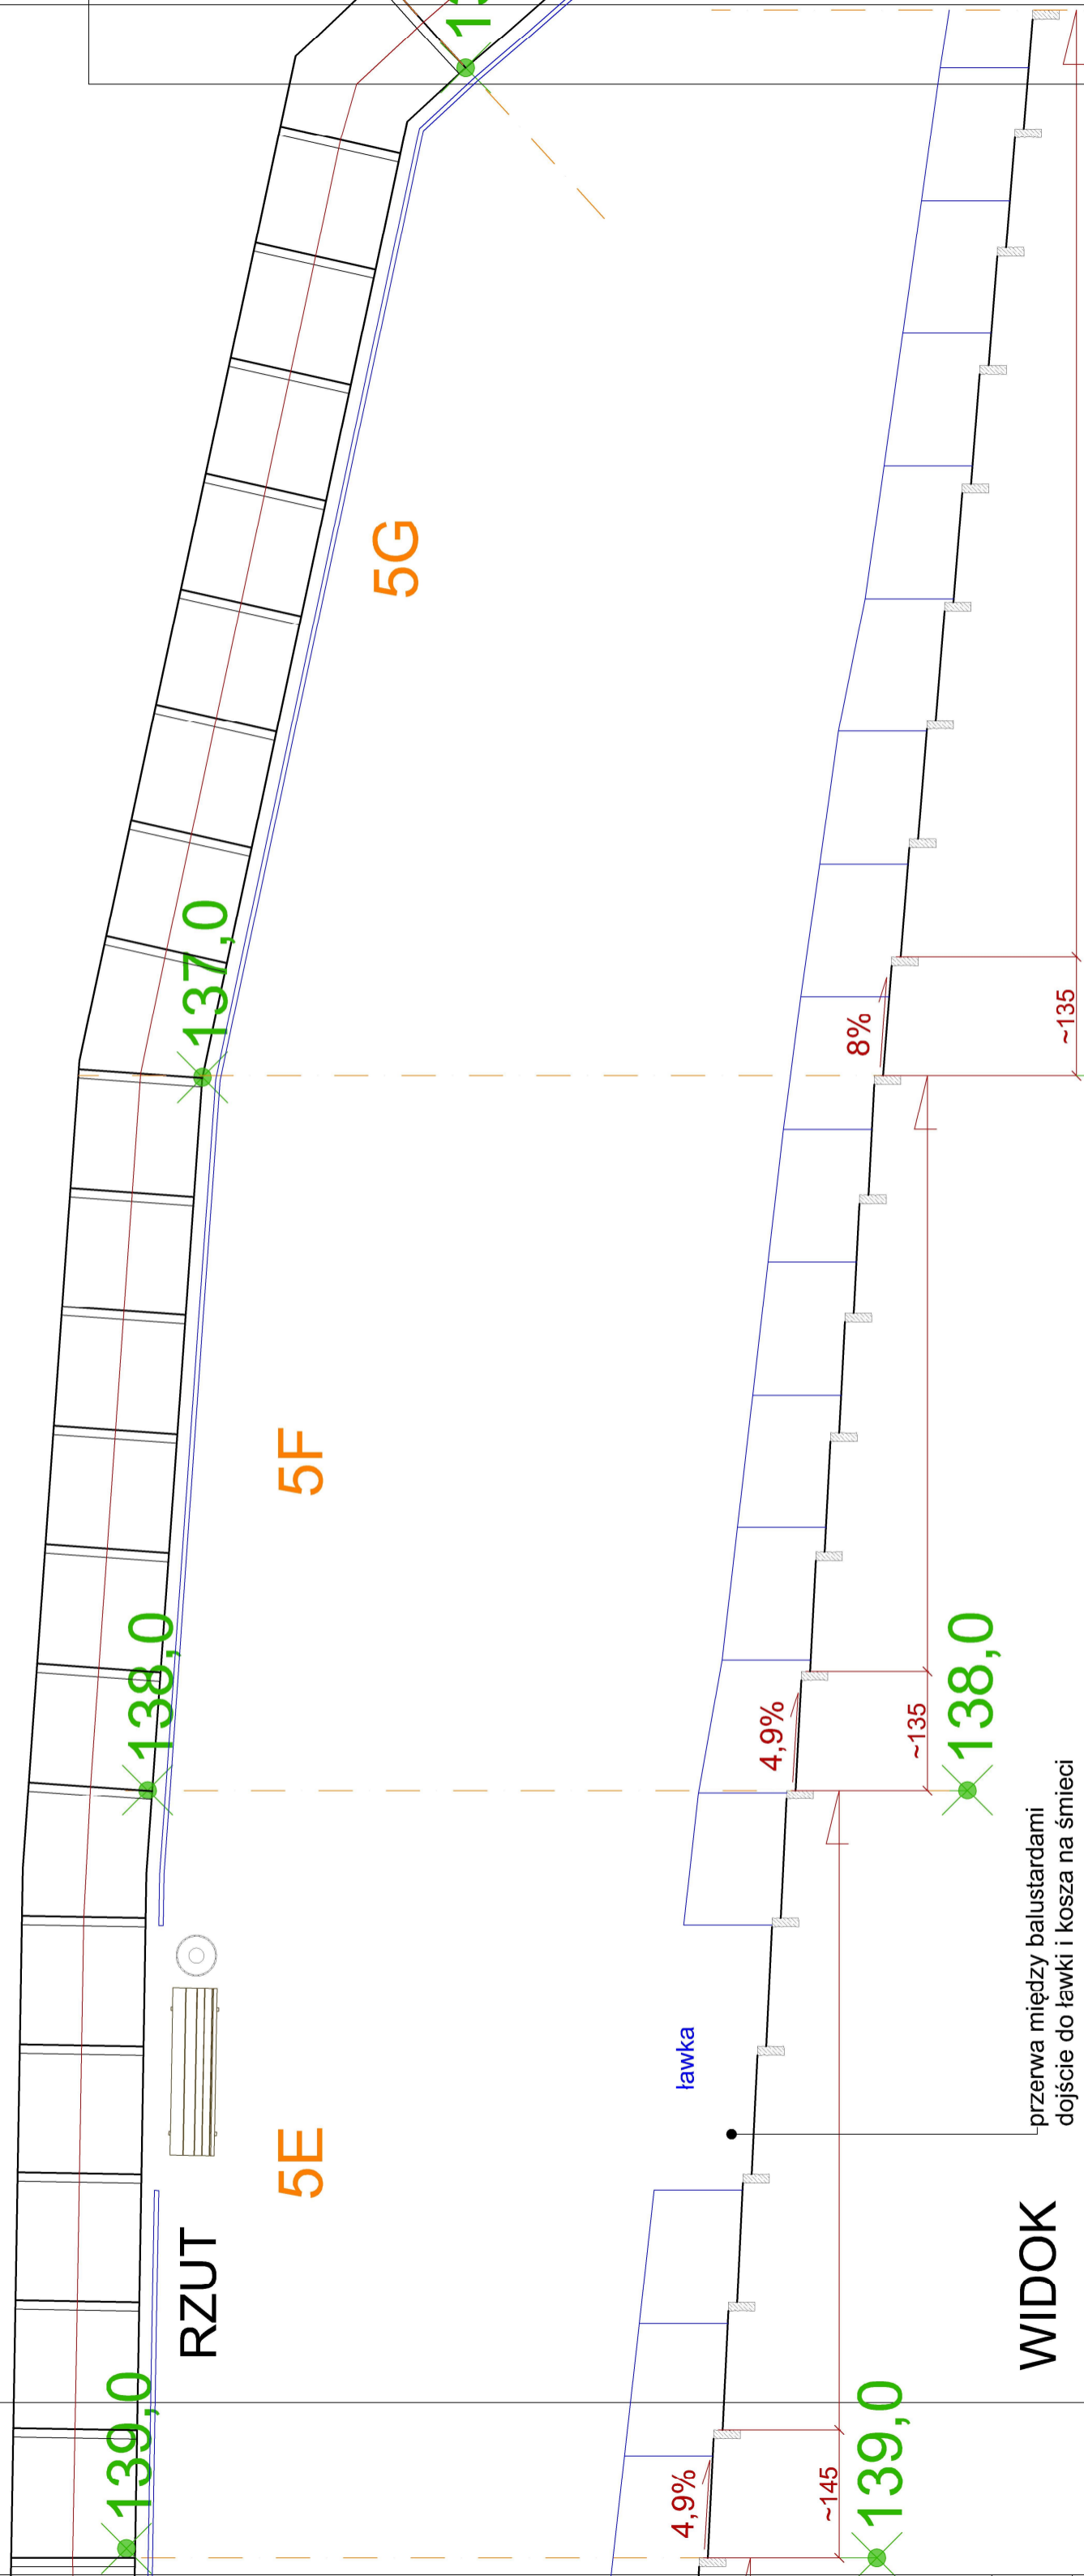 RZUT
5E
5F
5G
139,0
138,0
137,0
4,9%
4,9%
8%
~145
~135
~135
139,0
138,0
ławka
WIDOK
przerwa między balustardami
dojście do ławki i kosza na śmieci